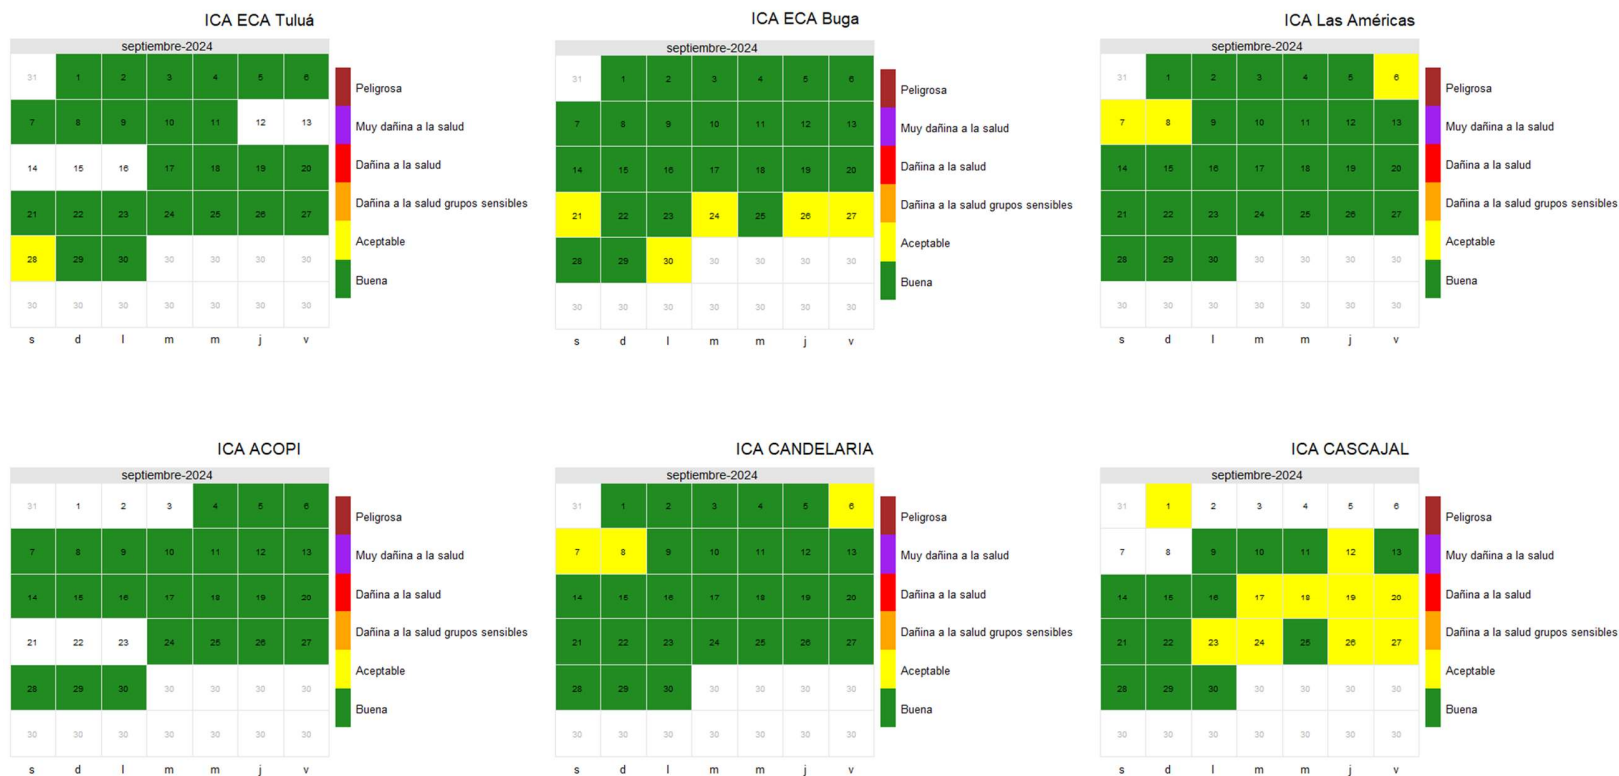 ICA ECA Tuluá
septiembre-2024
31 1 2 3 4 5 6
7 8 9 10 11 12 13
14 15 16 17 18 19 20
21 22 23 24 25 26 27
28 29 30 30 30 30 30
30 30 30 30 30 30 30
s d l m m j v
Peligrosa
Muy dañina a la salud
Dañina a la salud
Dañina a la salud grupos sensibles
Aceptable
Buena
ICA ECA Buga
septiembre-2024
31 1 2 3 4 5 6
7 8 9 10 11 12 13
14 15 16 17 18 19 20
21 22 23 24 25 26 27
28 29 30 30 30 30 30
30 30 30 30 30 30 30
s d l m m j v
Peligrosa
Muy dañina a la salud
Dañina a la salud
Dañina a la salud grupos sensibles
Aceptable
Buena
ICA Las Américas
septiembre-2024
31 1 2 3 4 5 6
7 8 9 10 11 12 13
14 15 16 17 18 19 20
21 22 23 24 25 26 27
28 29 30 30 30 30 30
30 30 30 30 30 30 30
s d l m m j v
Peligrosa
Muy dañina a la salud
Dañina a la salud
Dañina a la salud grupos sensibles
Aceptable
Buena
ICA ACOPI
septiembre-2024
31 1 2 3 4 5 6
7 8 9 10 11 12 13
14 15 16 17 18 19 20
21 22 23 24 25 26 27
28 29 30 30 30 30 30
30 30 30 30 30 30 30
s d l m m j v
Peligrosa
Muy dañina a la salud
Dañina a la salud
Dañina a la salud grupos sensibles
Aceptable
Buena
ICA CANDELARIA
septiembre-2024
31 1 2 3 4 5 6
7 8 9 10 11 12 13
14 15 16 17 18 19 20
21 22 23 24 25 26 27
28 29 30 30 30 30 30
30 30 30 30 30 30 30
s d l m m j v
Peligrosa
Muy dañina a la salud
Dañina a la salud
Dañina a la salud grupos sensibles
Aceptable
Buena
ICA CASCAJAL
septiembre-2024
31 1 2 3 4 5 6
7 8 9 10 11 12 13
14 15 16 17 18 19 20
21 22 23 24 25 26 27
28 29 30 30 30 30 30
30 30 30 30 30 30 30
s d l m m j v
Peligrosa
Muy dañina a la salud
Dañina a la salud
Dañina a la salud grupos sensibles
Aceptable
Buena